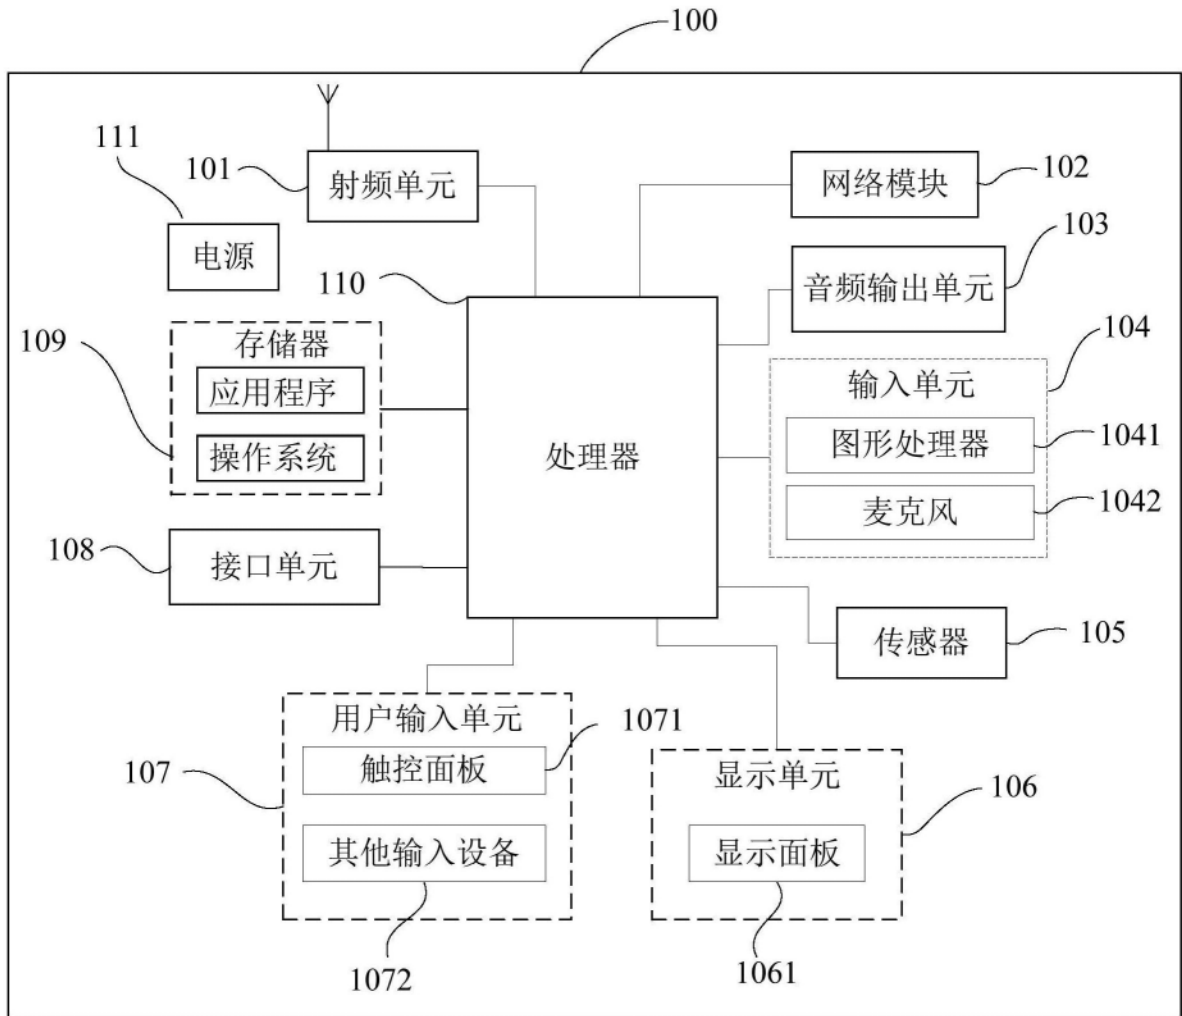 100
111
101
射频单元
网络模块
102
电源
110
音频输出单元
103
109
存储器
应用程序
操作系统
处理器
104
输入单元
图形处理器
1041
麦克风
1042
108
接口单元
传感器
105
107
用户输入单元
1071
触控面板
其他输入设备
1072
显示单元
106
显示面板
1061